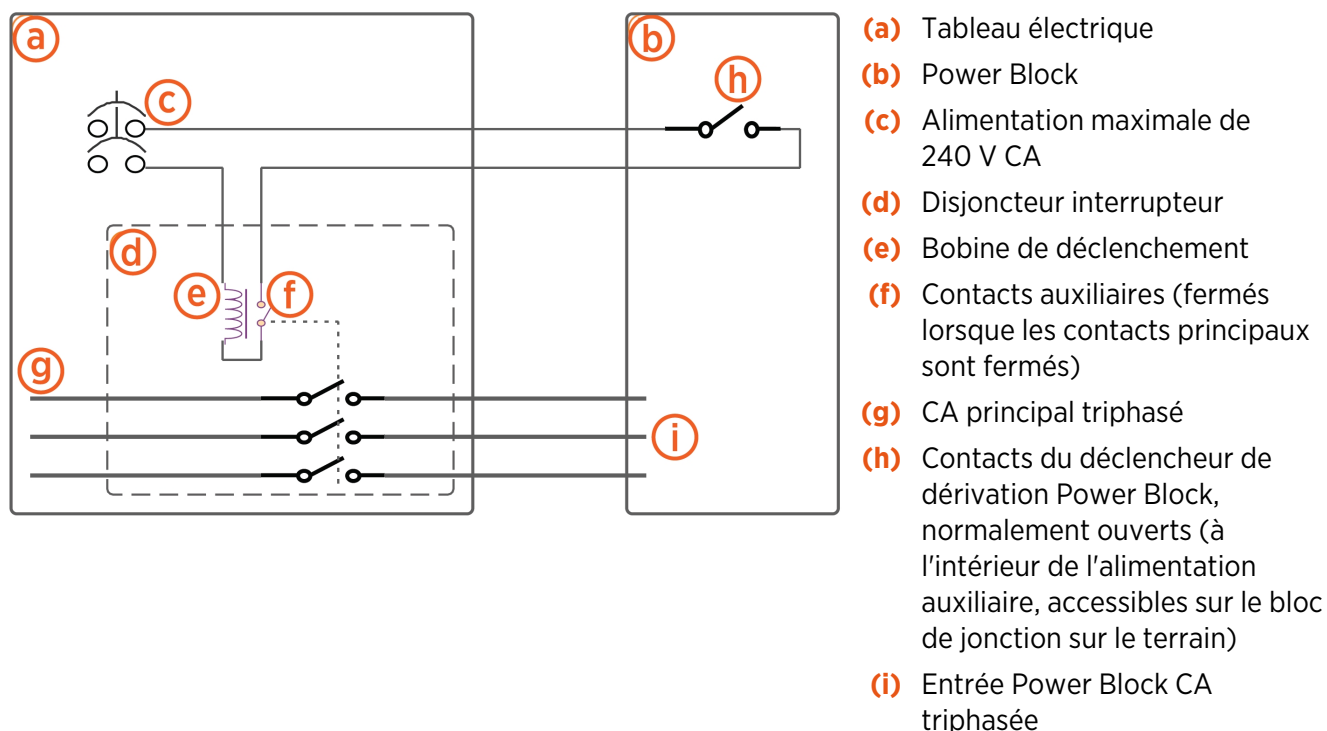 a
b
c
h
d
e
f
g
i
(a) Tableau électrique
(b) Power Block
(c) Alimentation maximale de
240 V CA
(d) Disjoncteur interrupteur
(e) Bobine de déclenchement
(f) Contacts auxiliaires (fermés
lorsque les contacts principaux
sont fermés)
(g) CA principal triphasé
(h) Contacts du déclencheur de
dérivation Power Block,
normalement ouverts (à
l'intérieur de l'alimentation
auxiliaire, accessibles sur le bloc
de jonction sur le terrain)
(i) Entrée Power Block CA
triphasée